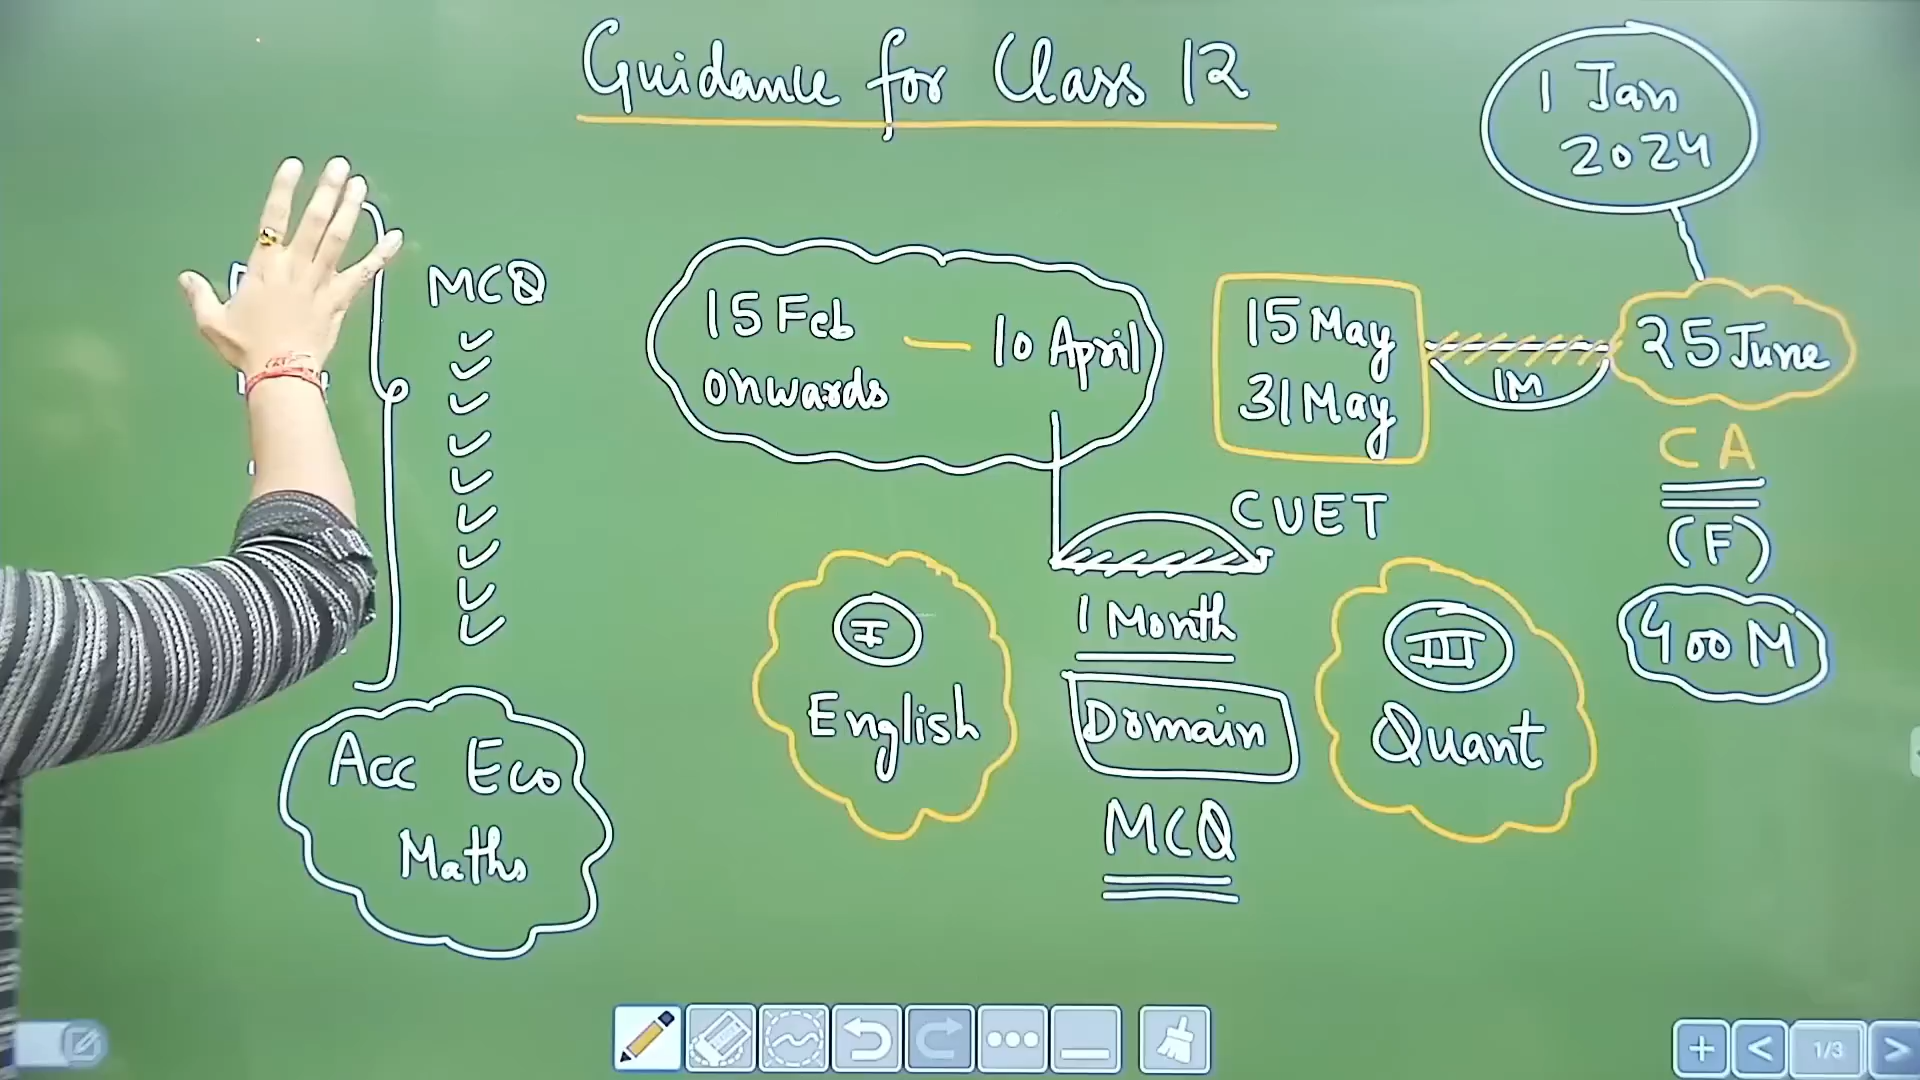 Guidance for Class 12
1 Jan
2024
MCQ
15 Feb
onwards
— 10 April
15 May
31 May
1M
25 June
CA
(F)
400 M
CUET
1 Month
Domain
MCQ
I
English
III
Quant
Acc Eco
Maths
1/3